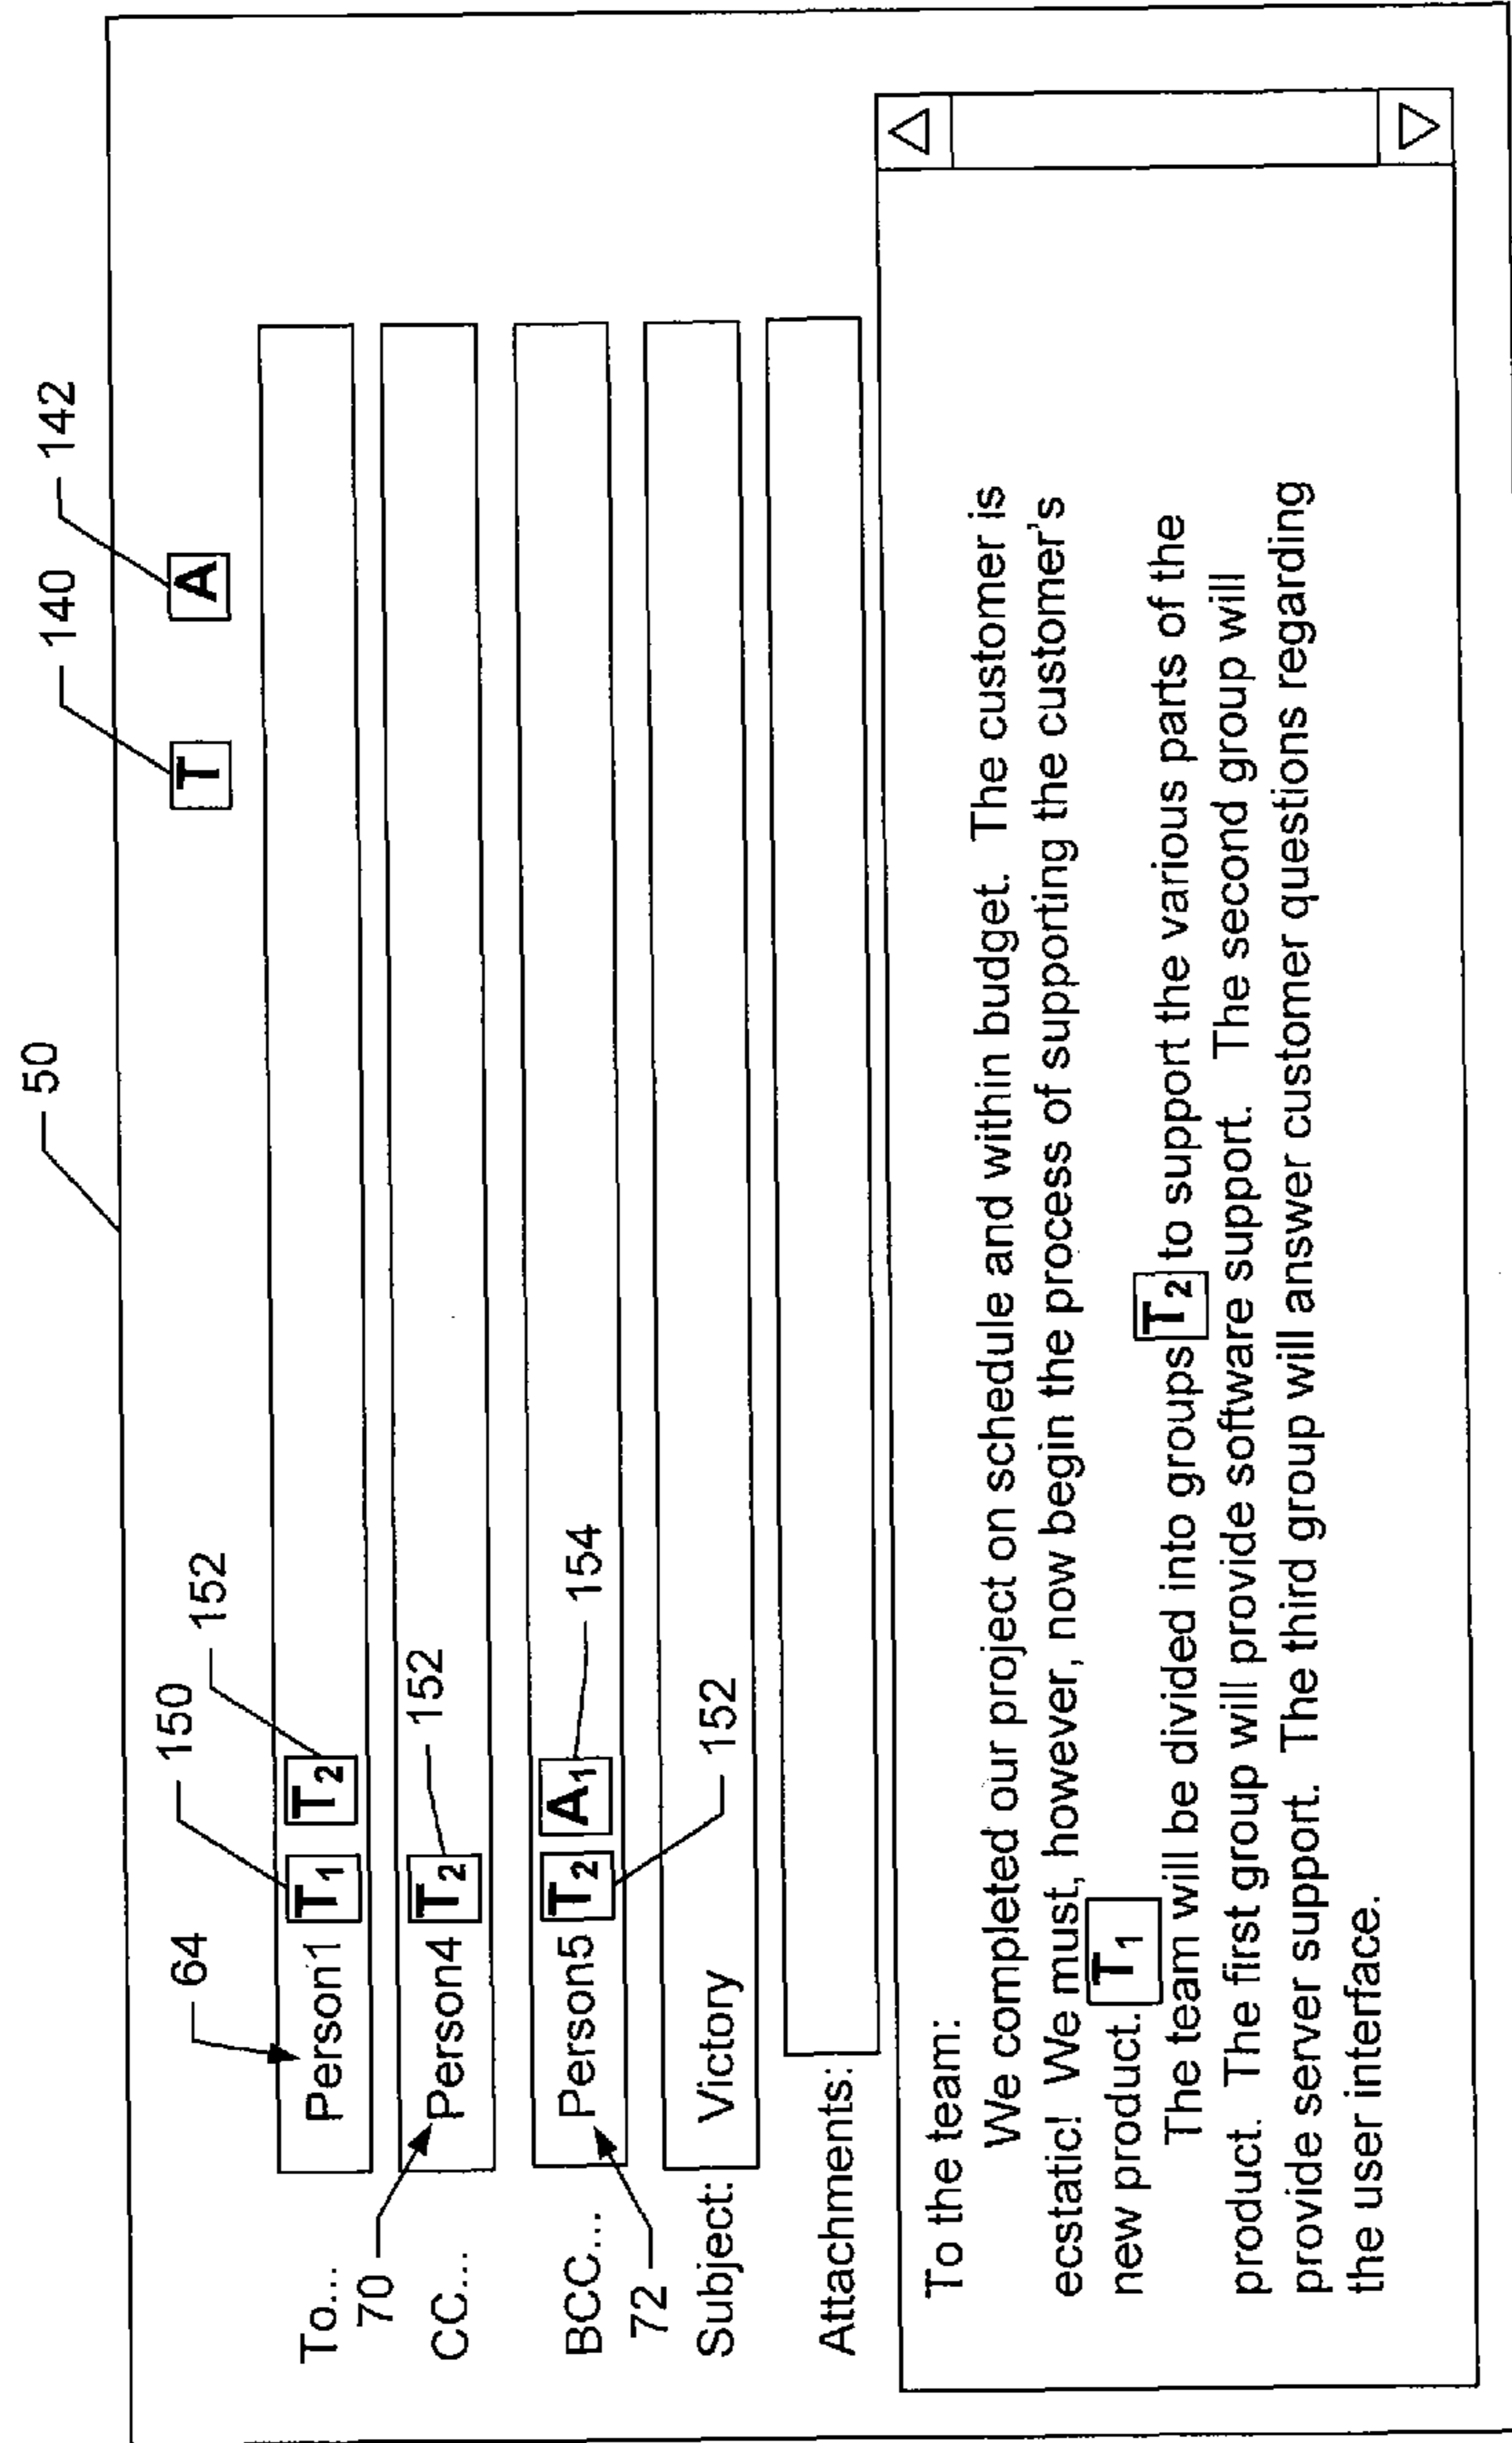 50
140
142
T
A
64
150
152
To... Person1 T1 T2
70
152
CC... Person4 T2
154
BCC... Person5 T2 A1
72
152
Subject: Victory
Attachments:
To the team:
We completed our project on schedule and within budget. The customer is
ecstatic! We must, however, now begin the process of supporting the customer's
new product. T1
The team will be divided into groups T2 to support the various parts of the
product. The first group will provide software support. The second group will
provide server support. The third group will answer customer questions regarding
the user interface.